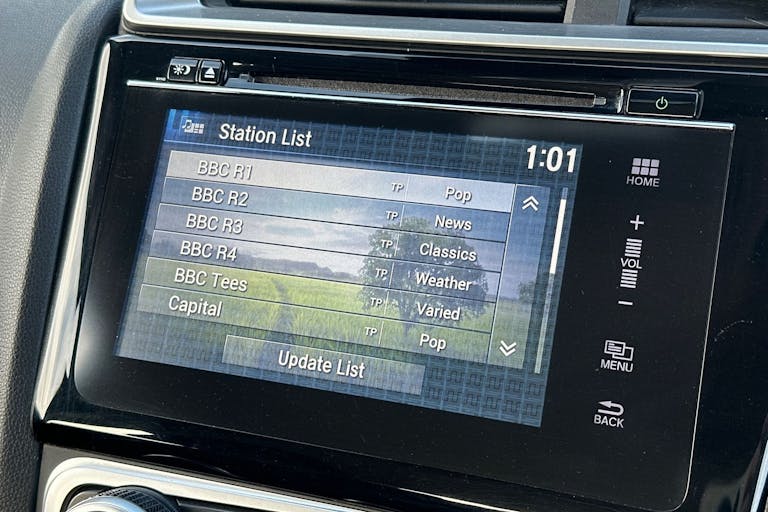 Station List
1:01
BBC R1 TP Pop
BBC R2 TP News
BBC R3 TP Classics
BBC R4 TP Weather
BBC Tees TP Varied
Capital TP Pop
Update List
HOME
+
VOL
−
MENU
BACK